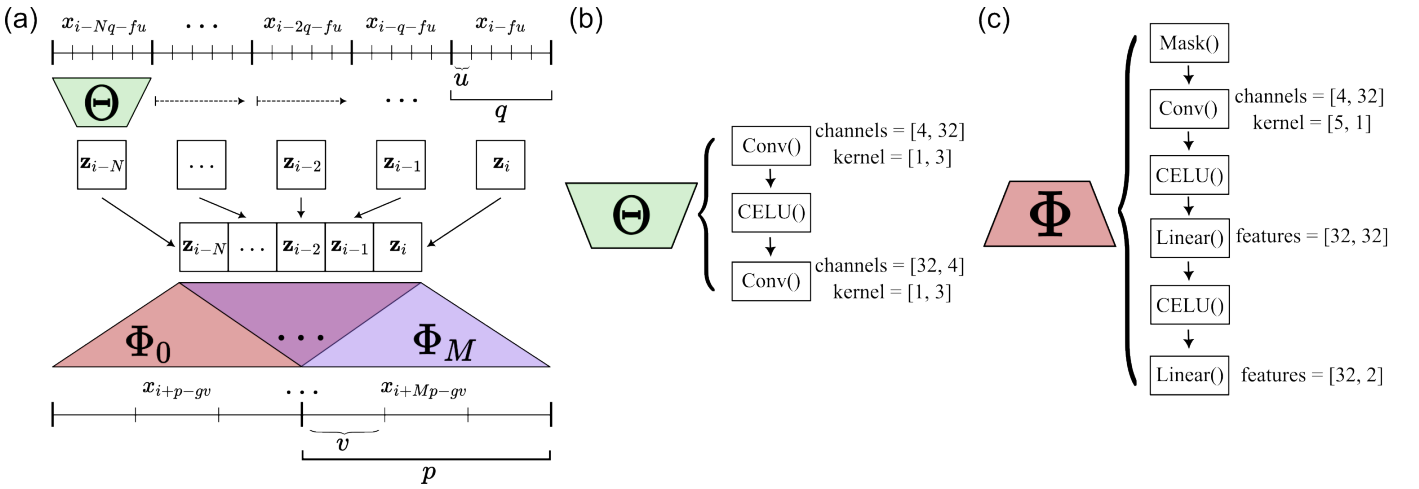 (a)
x_{i−Nq−fu} ··· x_{i−2q−fu} x_{i−q−fu} x_{i−fu}
u
q
Θ ···
z_{i−N} ... z_{i−2} z_{i−1} z_i
z_{i−N} ... z_{i−2} z_{i−1} z_i
Φ_0 ··· Φ_M
x_{i+p−gv} ··· x_{i+Mp−gv}
v
p
(b)
Θ
Conv()
channels = [4, 32]
kernel = [1, 3]
CELU()
Conv()
channels = [32, 4]
kernel = [1, 3]
(c)
Φ
Mask()
Conv()
channels = [4, 32]
kernel = [5, 1]
CELU()
Linear() features = [32, 32]
CELU()
Linear() features = [32, 2]